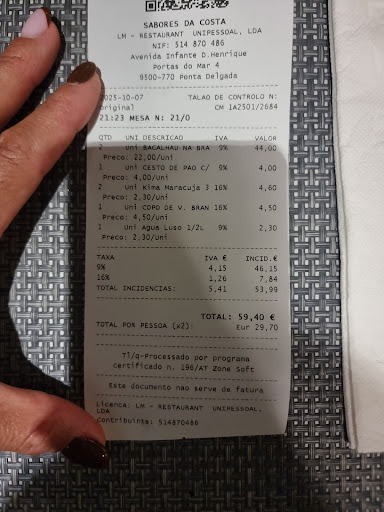 SABORES DA COSTA
LM - RESTAURANT UNIPESSOAL, LDA
NIF: 514 870 486
Avenida Infante D.Henrique
Portas do Mar 4
9500-770 Ponta Delgada
2025-10-07 TALAO DE CONTROLO N:
Original CM 1A2501/2684
21:23 MESA N: 21/0
QTD UNI DESCRICAO IVA VALOR
2 Uni BACALHAU NA BRA 9% 44,00
Preco: 22,00/uni
1 Uni CESTO DE PAO C/ 9% 4,00
Preco: 4,00/uni
2 Uni Kima Maracuja 3 16% 4,60
Preco: 2,30/uni
1 Uni COPO DE V. BRAN 16% 4,50
Preco: 4,50/uni
1 Uni Agua Luso 1/2L 9% 2,30
Preco: 2,30/uni
TAXA IVA € INCID.€
9% 4,15 46,15
16% 1,26 7,84
TOTAL INCIDENCIAS: 5,41 53,99
TOTAL: 59,40 €
TOTAL POR PESSOA (x2): Eur 29,70
7l/q-Processado por programa
certificado n. 196/AT Zone Soft
Este documento nao serve de fatura
Licenca: LM - RESTAURANT UNIPESSOAL,
LDA
Contribuinte: 514870486